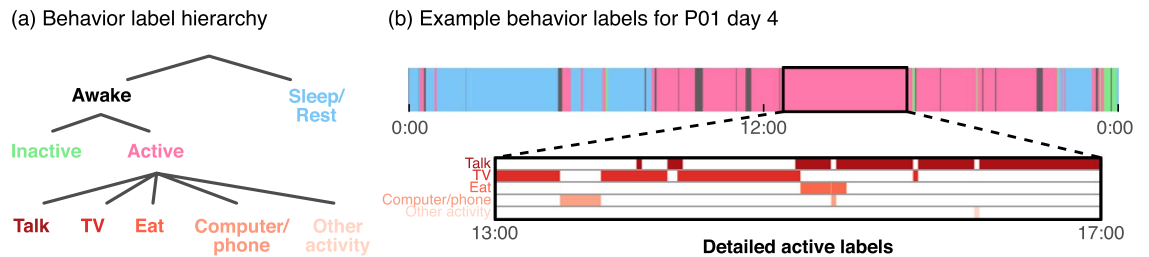 (a) Behavior label hierarchy
Awake
Sleep/
Rest
Inactive
Active
Talk
TV
Eat
Computer/
phone
Other
activity
(b) Example behavior labels for P01 day 4
0:00
12:00
0:00
Talk
TV
Eat
Computer/phone
Other activity
13:00
17:00
Detailed active labels